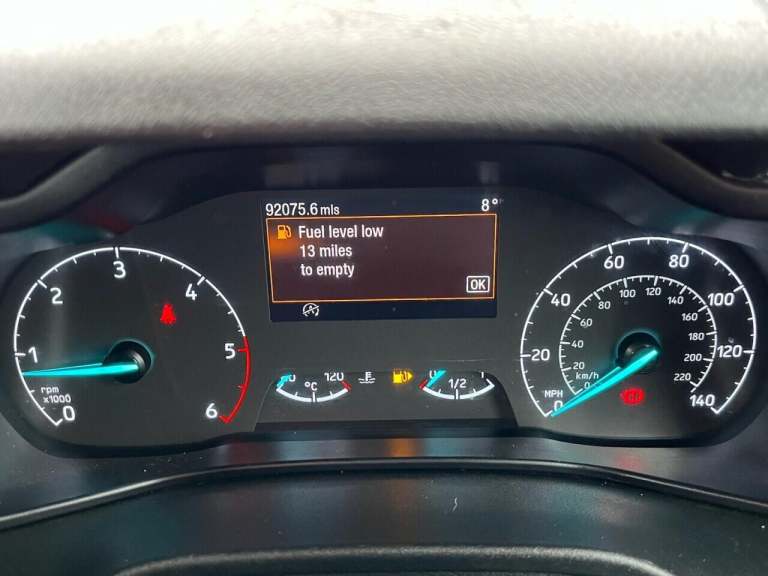 92075.6 mls 8°
Fuel level low
13 miles
to empty
OK
0 1 2 3 4 5 6
rpm
x1000
120
°C
0 1/2 1
0 20 40 60 80 100 120 140
MPH
0 20 40 60 80 100 120 140 160 180 200 220
km/h